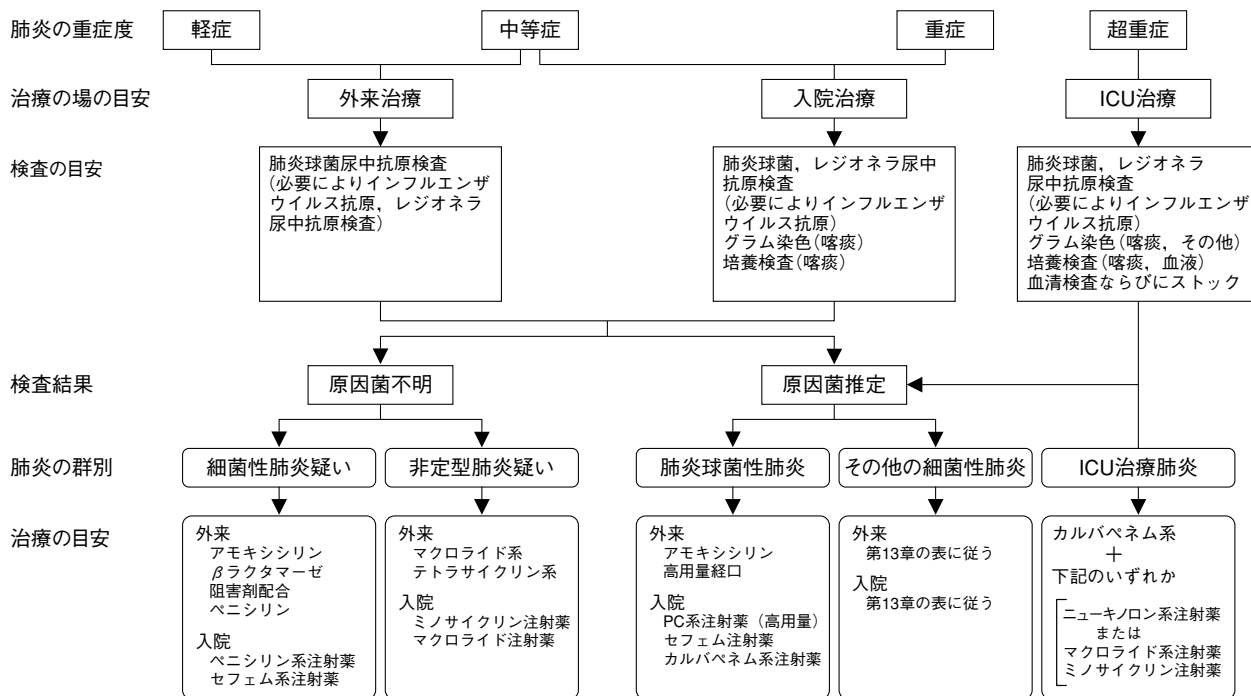 肺炎の重症度
軽症
中等症
重症
超重症
治療の場の目安
外来治療
入院治療
ICU治療
検査の目安
肺炎球菌尿中抗原検査
(必要によりインフルエンザ
ウイルス抗原，レジオネラ
尿中抗原検査)
肺炎球菌，レジオネラ尿中
抗原検査
(必要によりインフルエンザ
ウイルス抗原)
グラム染色(喀痰)
培養検査(喀痰)
肺炎球菌，レジオネラ
尿中抗原検査
(必要によりインフルエンザ
ウイルス抗原)
グラム染色(喀痰，その他)
培養検査(喀痰，血液)
血清検査ならびにストック
検査結果
原因菌不明
原因菌推定
肺炎の群別
細菌性肺炎疑い
非定型肺炎疑い
肺炎球菌性肺炎
その他の細菌性肺炎
ICU治療肺炎
治療の目安
外来
アモキシシリン
βラクタマーゼ
阻害剤配合
ペニシリン
入院
ペニシリン系注射薬
セフェム系注射薬
外来
マクロライド系
テトラサイクリン系
入院
ミノサイクリン注射薬
マクロライド注射薬
外来
アモキシシリン
高用量経口
入院
PC系注射薬（高用量）
セフェム注射薬
カルバペネム系注射薬
外来
第13章の表に従う
入院
第13章の表に従う
カルバペネム系
＋
下記のいずれか
ニューキノロン系注射薬
または
マクロライド系注射薬
ミノサイクリン注射薬